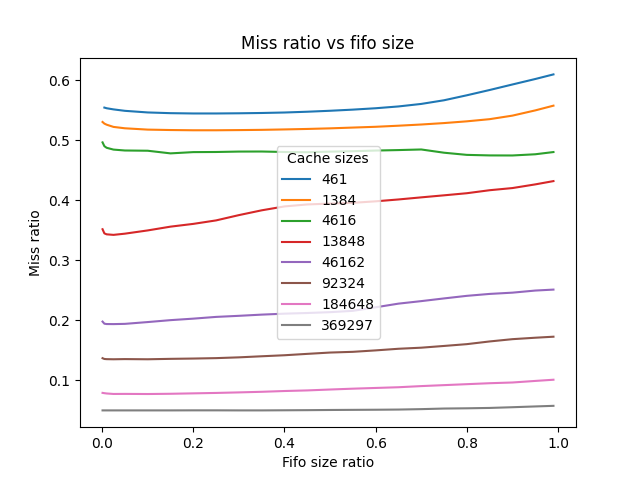 Miss ratio vs fifo size
0.6
0.5
0.4
0.3
0.2
0.1
Miss ratio
Cache sizes
461
1384
4616
13848
46162
92324
184648
369297
0.0 0.2 0.4 0.6 0.8 1.0
Fifo size ratio